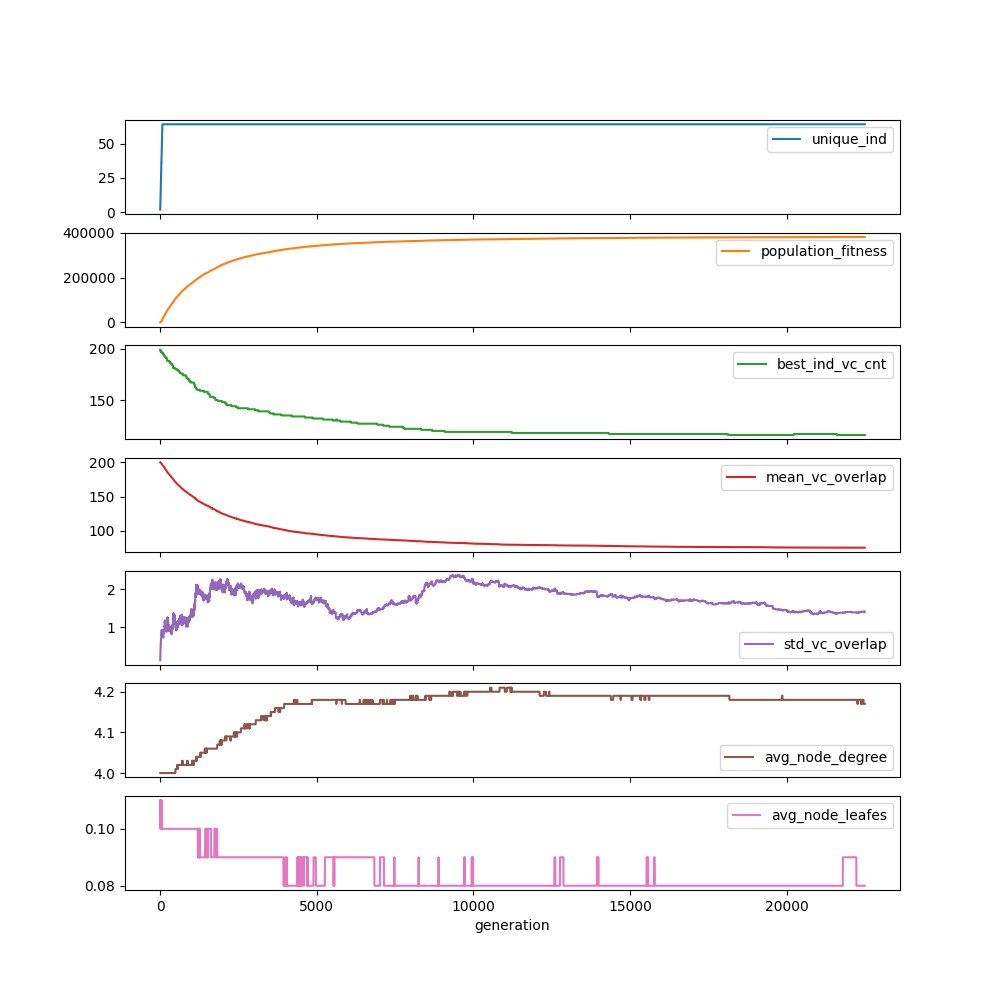 50
25
0
unique_ind
400000
200000
0
population_fitness
200
150
best_ind_vc_cnt
200
150
100
mean_vc_overlap
2
1
std_vc_overlap
4.2
4.1
4.0
avg_node_degree
0.10
0.08
avg_node_leafes
0 5000 10000 15000 20000
generation